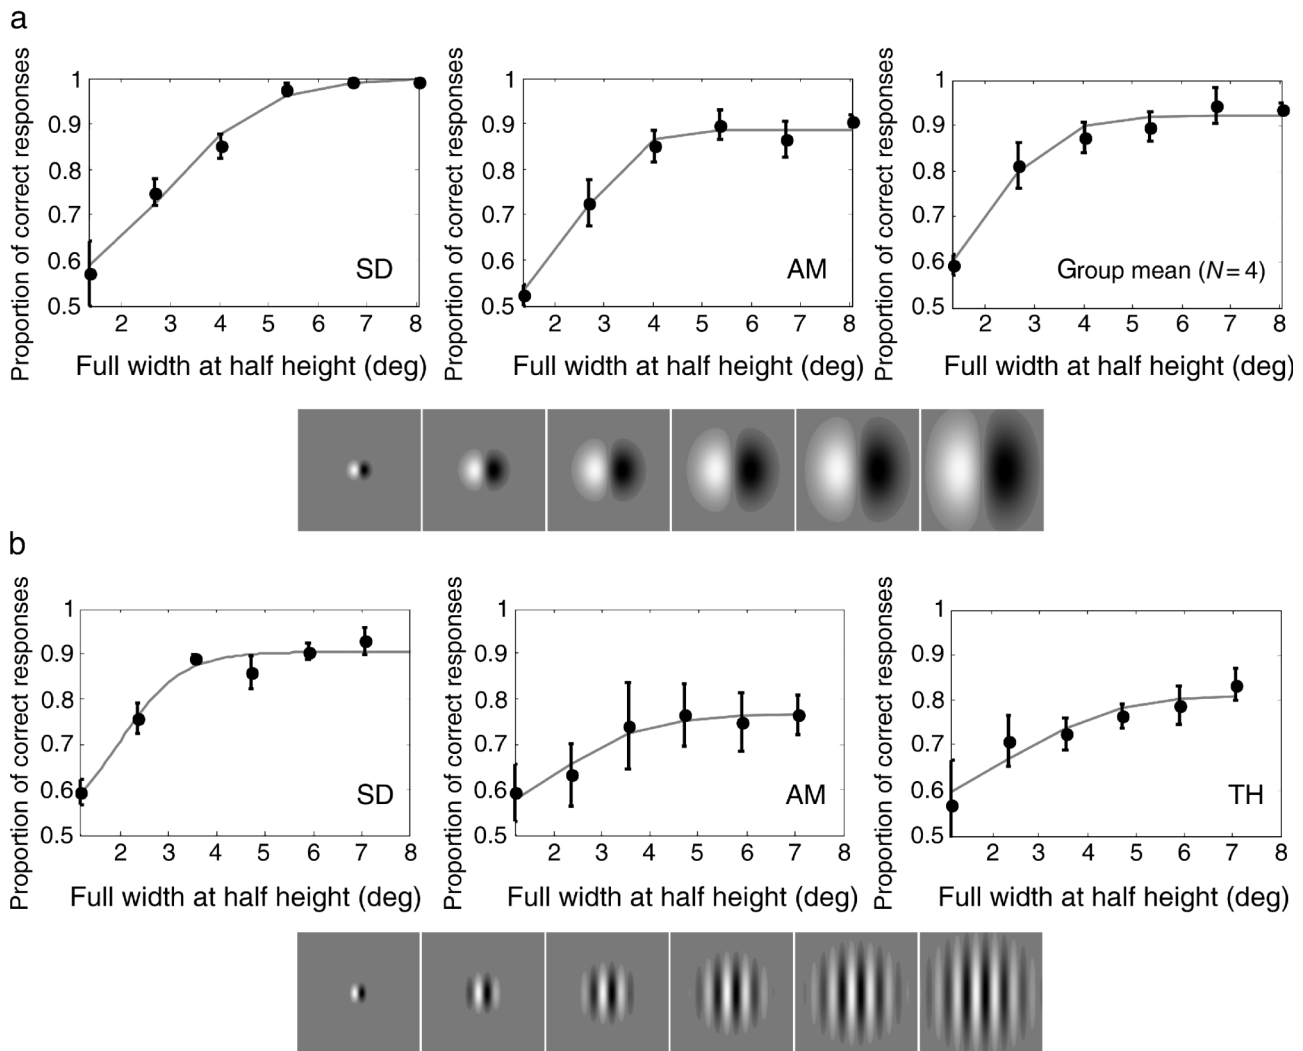 a
Proportion of correct responses
1
0.9
0.8
0.7
0.6
0.5
2 3 4 5 6 7 8
SD
Full width at half height (deg)
Proportion of correct responses
1
0.9
0.8
0.7
0.6
0.5
2 3 4 5 6 7 8
AM
Full width at half height (deg)
Proportion of correct responses
1
0.9
0.8
0.7
0.6
0.5
2 3 4 5 6 7 8
Group mean (N = 4)
Full width at half height (deg)
b
Proportion of correct responses
1
0.9
0.8
0.7
0.6
0.5
2 3 4 5 6 7 8
SD
Full width at half height (deg)
Proportion of correct responses
1
0.9
0.8
0.7
0.6
0.5
2 3 4 5 6 7 8
AM
Full width at half height (deg)
Proportion of correct responses
1
0.9
0.8
0.7
0.6
0.5
2 3 4 5 6 7 8
TH
Full width at half height (deg)